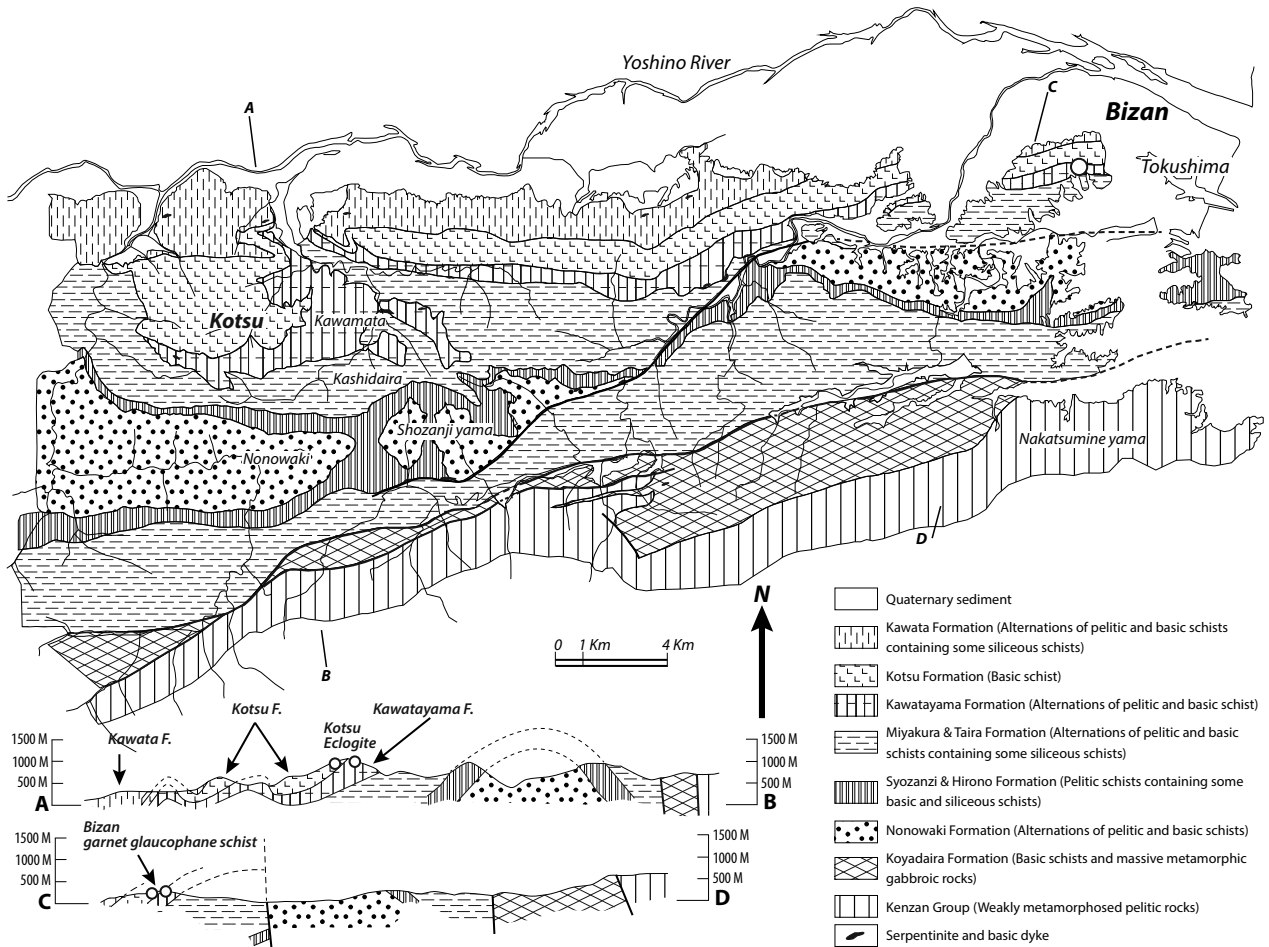 Yoshino River
A
C
Bizan
Tokushima
Kotsu
Kawamata
Kashidaira
Shozanji yama
Nonowaki
Nakatsumine yama
D
B
N
0 1 Km 4 Km
Quaternary sediment
Kawata Formation (Alternations of pelitic and basic schists
containing some siliceous schists)
Kotsu Formation (Basic schist)
Kawatayama Formation (Alternations of pelitic and basic schist)
Miyakura & Taira Formation (Alternations of pelitic and basic
schists containing some siliceous schists)
Syozanzi & Hirono Formation (Pelitic schists containing some
basic and siliceous schists)
Nonowaki Formation (Alternations of pelitic and basic schists)
Koyadaira Formation (Basic schists and massive metamorphic
gabbroic rocks)
Kenzan Group (Weakly metamorphosed pelitic rocks)
Serpentinite and basic dyke
Kawata F.
Kotsu F.
Kotsu
Eclogite
Kawatayama F.
1500 M
1000 M
500 M
A
1500 M
1000 M
500 M
B
Bizan
garnet glaucophane schist
1500 M
1000 M
500 M
C
1500 M
1000 M
500 M
D